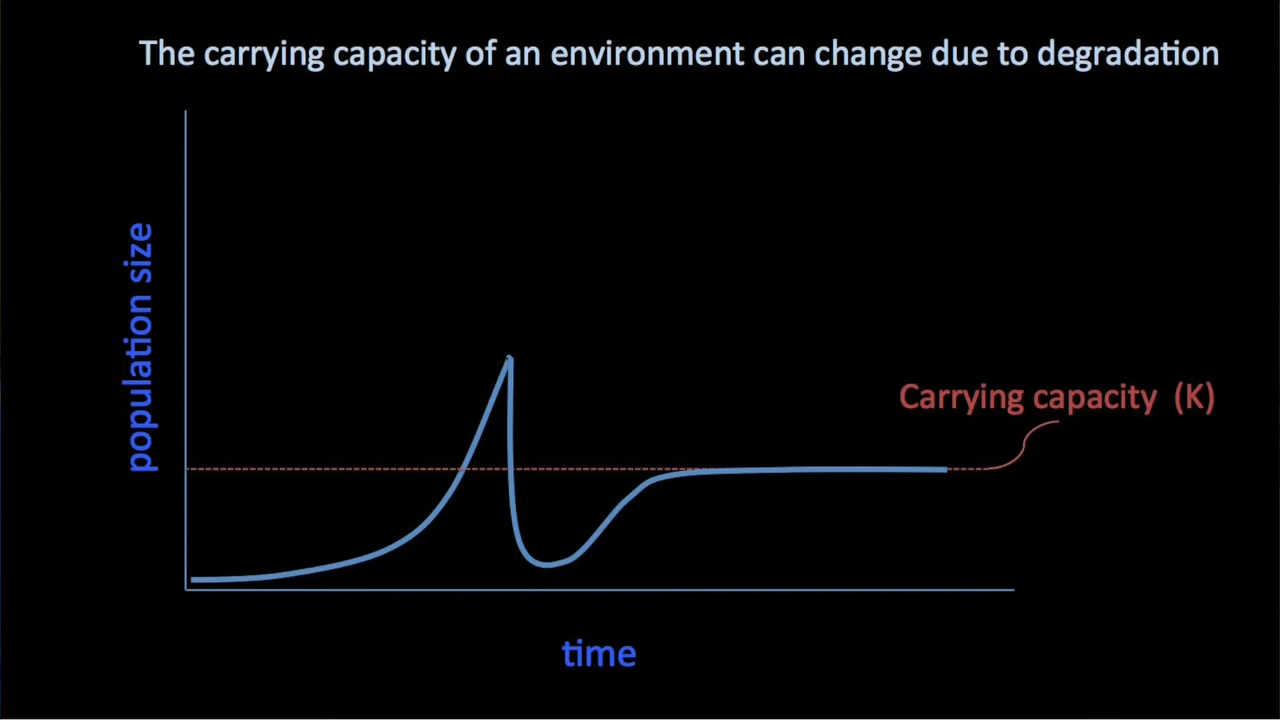 The carrying capacity of an environment can change due to degradation
population size
Carrying capacity (K)
time